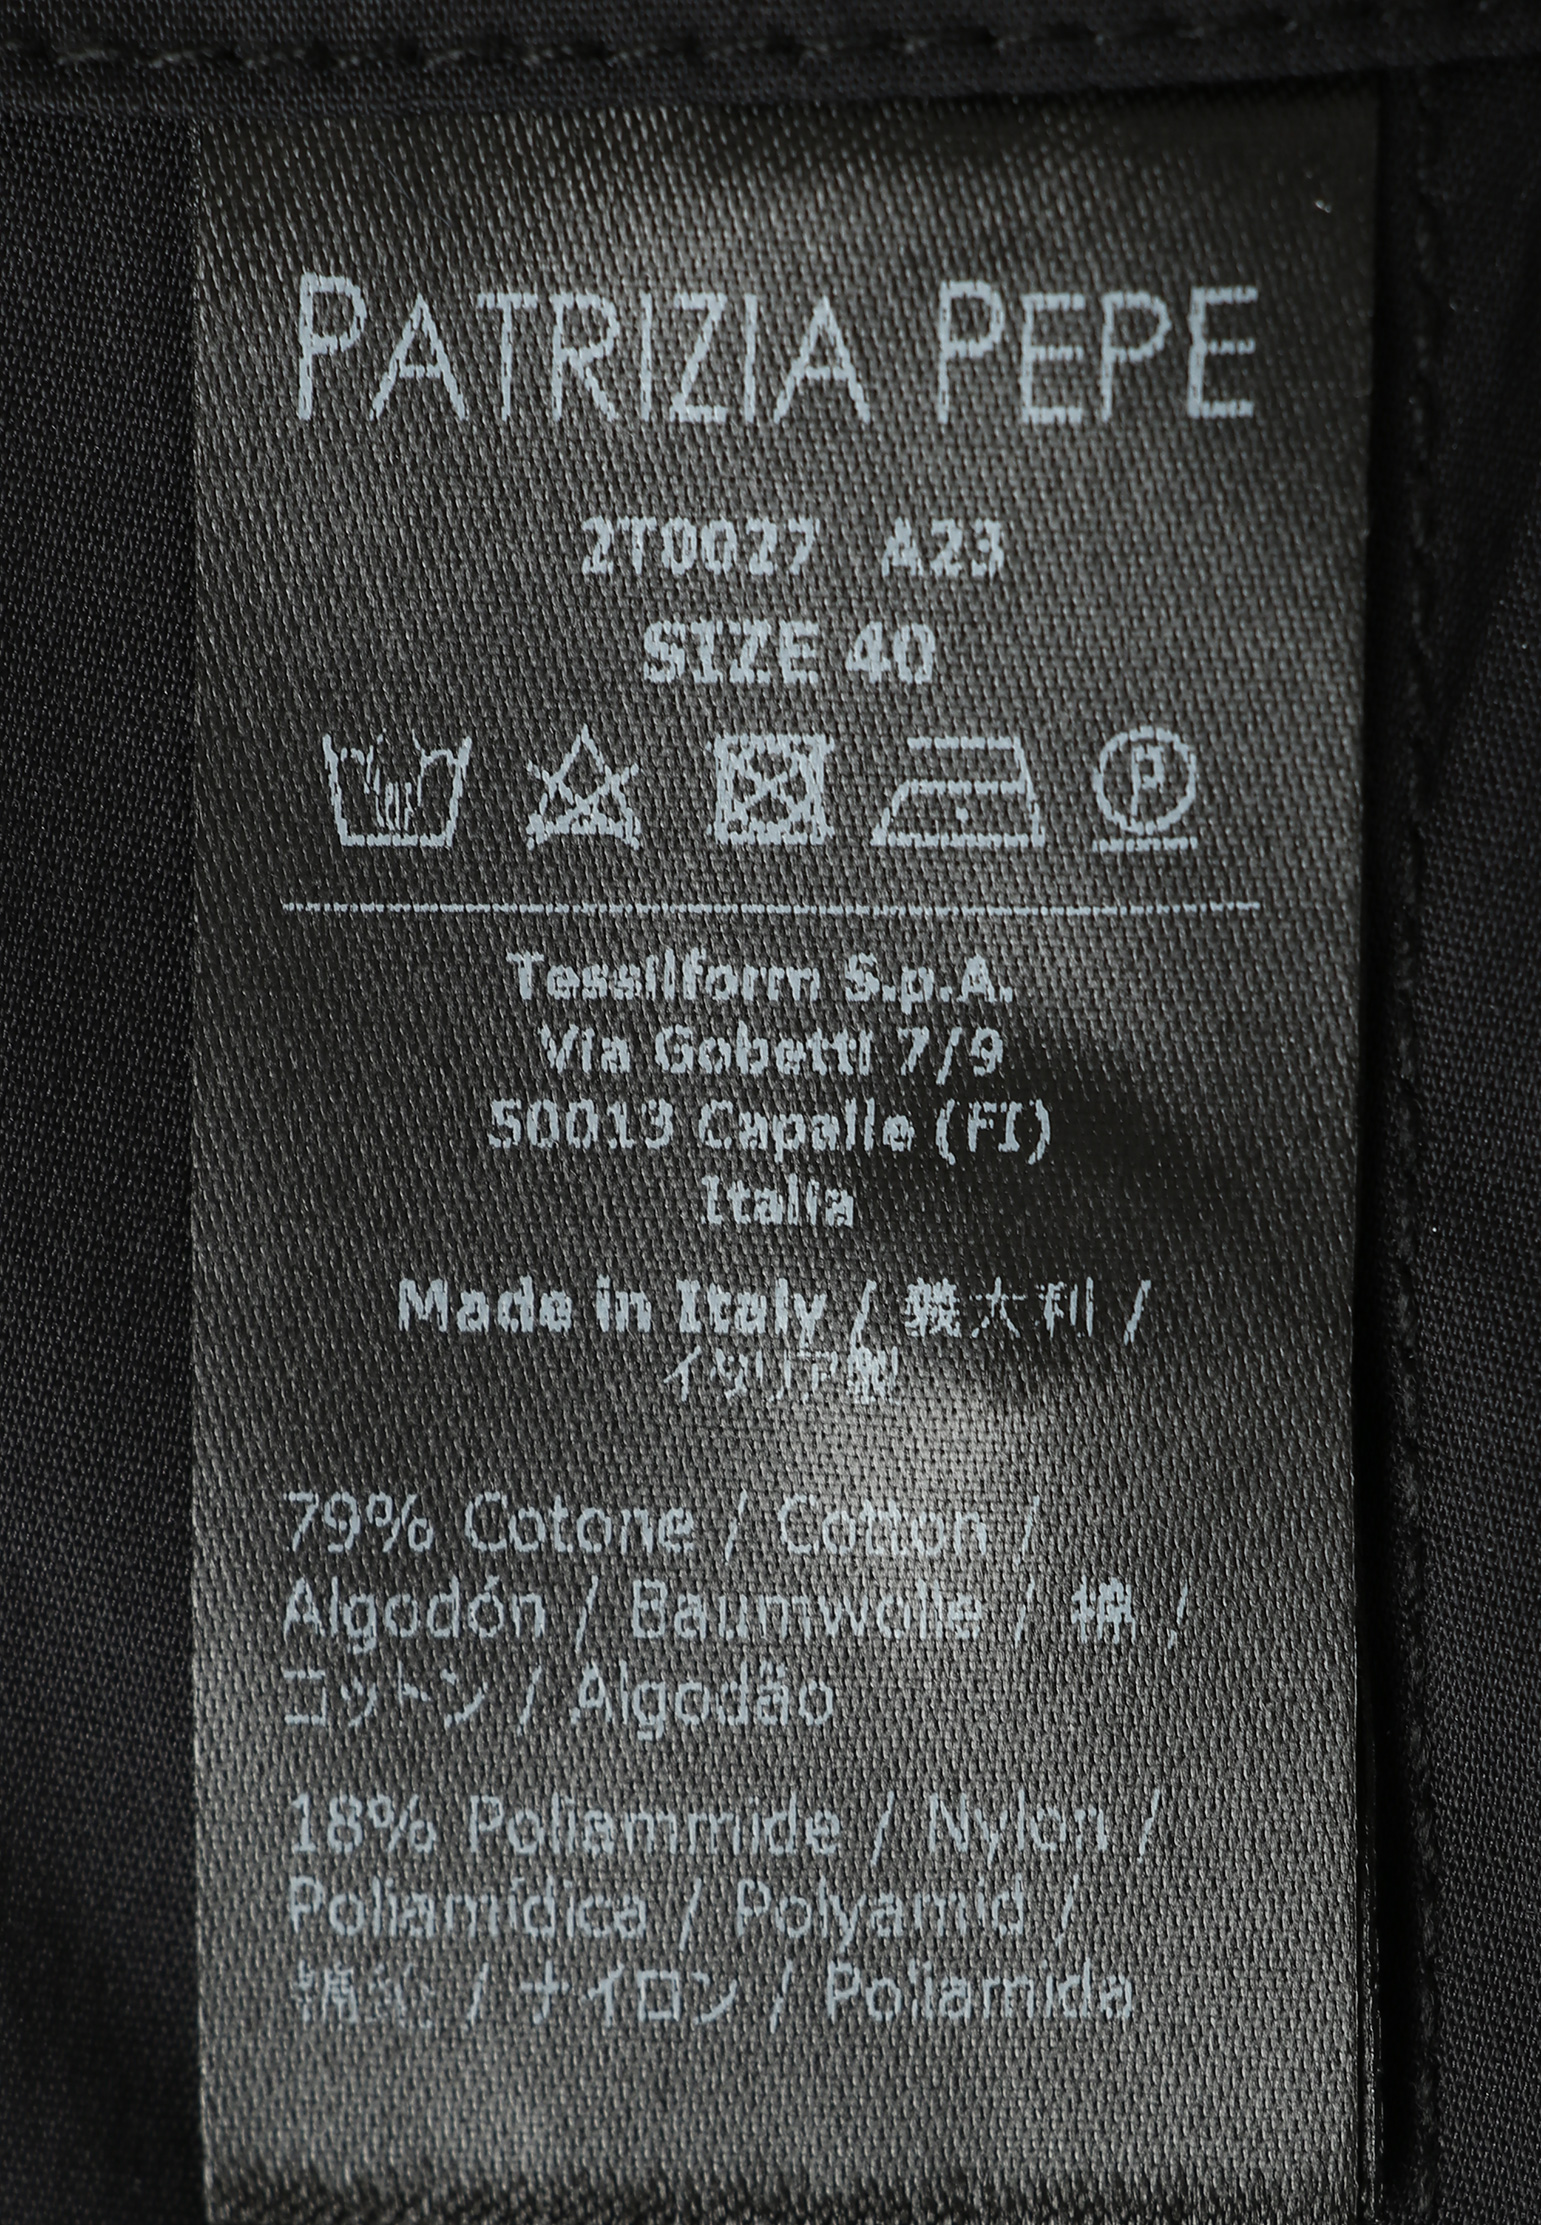 PATRIZIA PEPE
2T0027 A23
SIZE 40
P
Tessilform S.p.A.
Via Gobetti 7/9
50013 Capalle (FI)
Italia
Made in Italy / 義大利 /
イタリア製
79% Cotone / Cotton /
Algodón / Baumwolle / 棉 /
コットン / Algodão
18% Poliammide / Nylon /
Poliamídica / Polyamid /
/ ナイロン / Poliamida